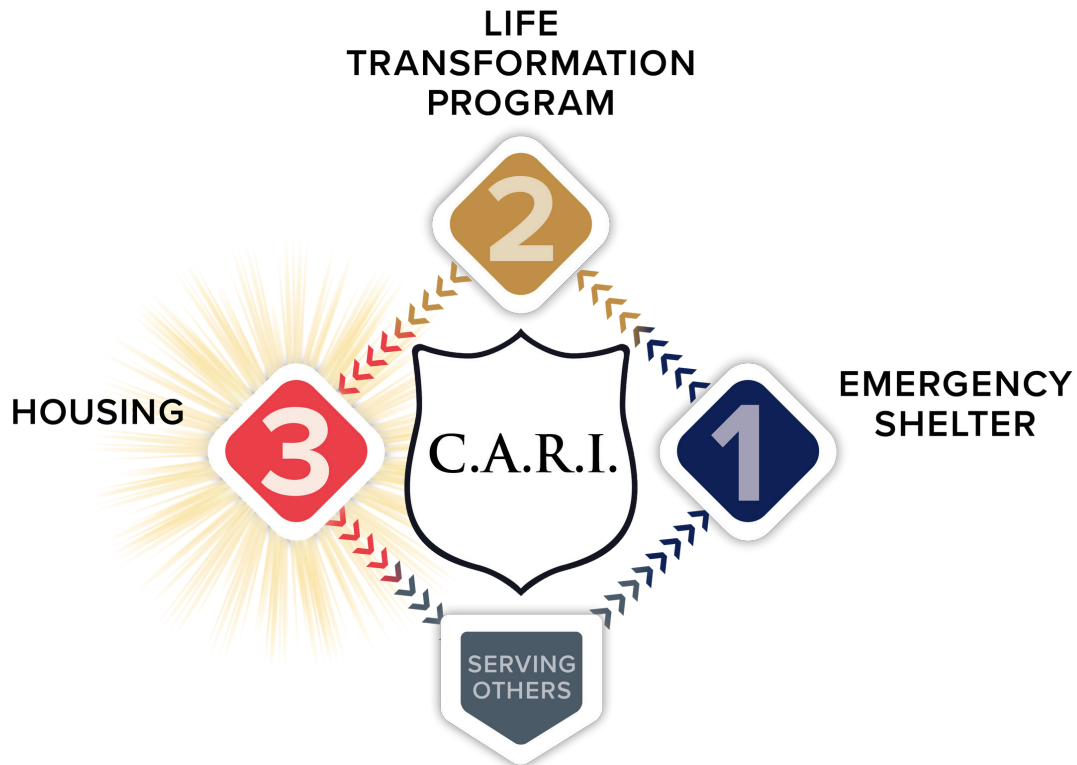 LIFE
TRANSFORMATION
PROGRAM
2
HOUSING
3
C.A.R.I.
1
EMERGENCY
SHELTER
SERVING
OTHERS